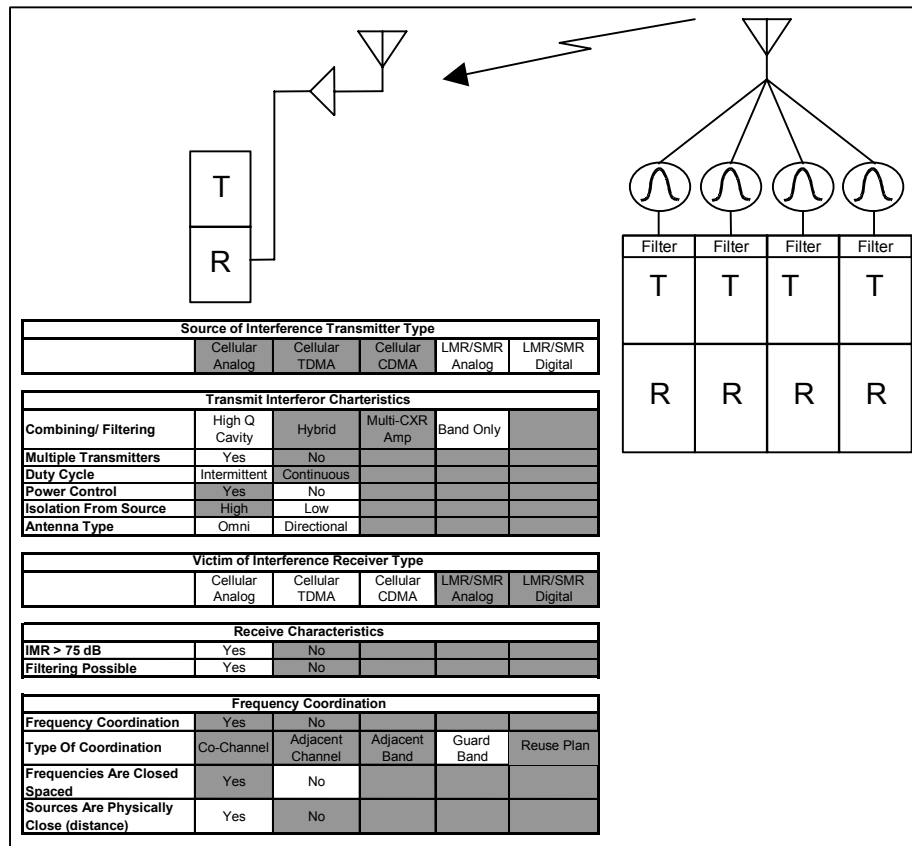 T
R
Filter Filter Filter Filter
T T T T
R R R R
Source of Interference Transmitter Type
Cellular Analog Cellular TDMA Cellular CDMA LMR/SMR Analog LMR/SMR Digital
Transmit Interferor Charteristics
Combining/ Filtering High Q Cavity Hybrid Multi-CXR Amp Band Only
Multiple Transmitters Yes No
Duty Cycle Intermittent Continuous
Power Control Yes No
Isolation From Source High Low
Antenna Type Omni Directional
Victim of Interference Receiver Type
Cellular Analog Cellular TDMA Cellular CDMA LMR/SMR Analog LMR/SMR Digital
Receive Characteristics
IMR > 75 dB Yes No
Filtering Possible Yes No
Frequency Coordination
Frequency Coordination Yes No
Type Of Coordination Co-Channel Adjacent Channel Adjacent Band Guard Band Reuse Plan
Frequencies Are Closed Spaced Yes No
Sources Are Physically Close (distance) Yes No